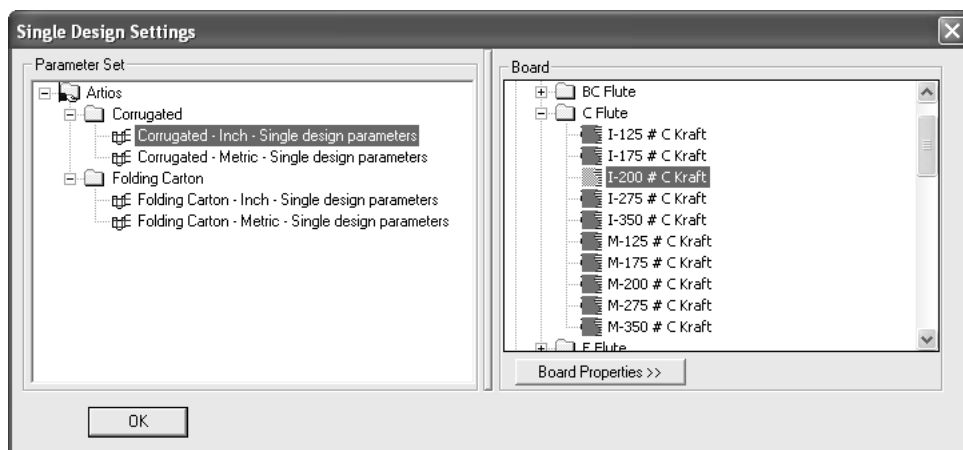 Single Design Settings
Parameter Set
Artios
Corrugated
Corrugated - Inch - Single design parameters
Corrugated - Metric - Single design parameters
Folding Carton
Folding Carton - Inch - Single design parameters
Folding Carton - Metric - Single design parameters
Board
BC Flute
C Flute
I-125 # C Kraft
I-175 # C Kraft
I-200 # C Kraft
I-275 # C Kraft
I-350 # C Kraft
M-125 # C Kraft
M-175 # C Kraft
M-200 # C Kraft
M-275 # C Kraft
M-350 # C Kraft
Flute
Board Properties >>
OK